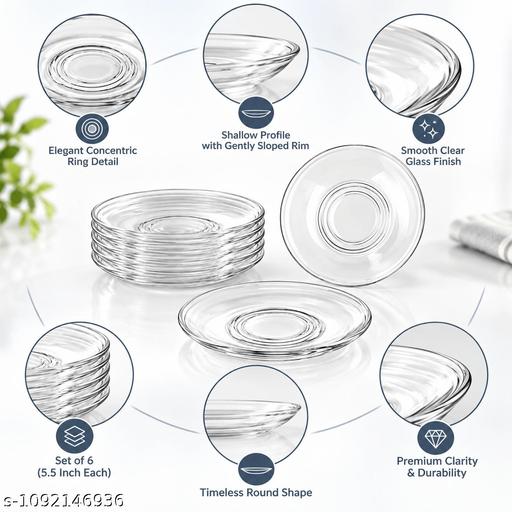 Elegant Concentric
Ring Detail
Shallow Profile
with Gently Sloped Rim
Smooth Clear
Glass Finish
Set of 6
(5.5 Inch Each)
Timeless Round Shape
Premium Clarity
& Durability
s-1092146936